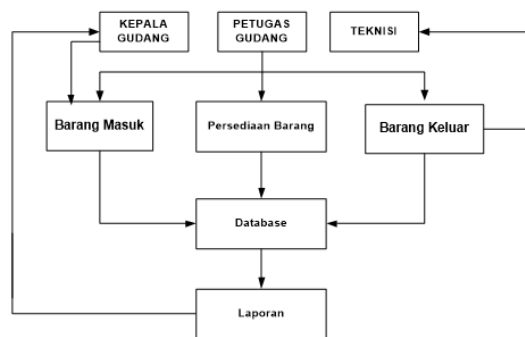 KEPALA
GUDANG
PETUGAS
GUDANG
TEKNISI
Barang Masuk
Persediaan Barang
Barang Keluar
Database
Laporan